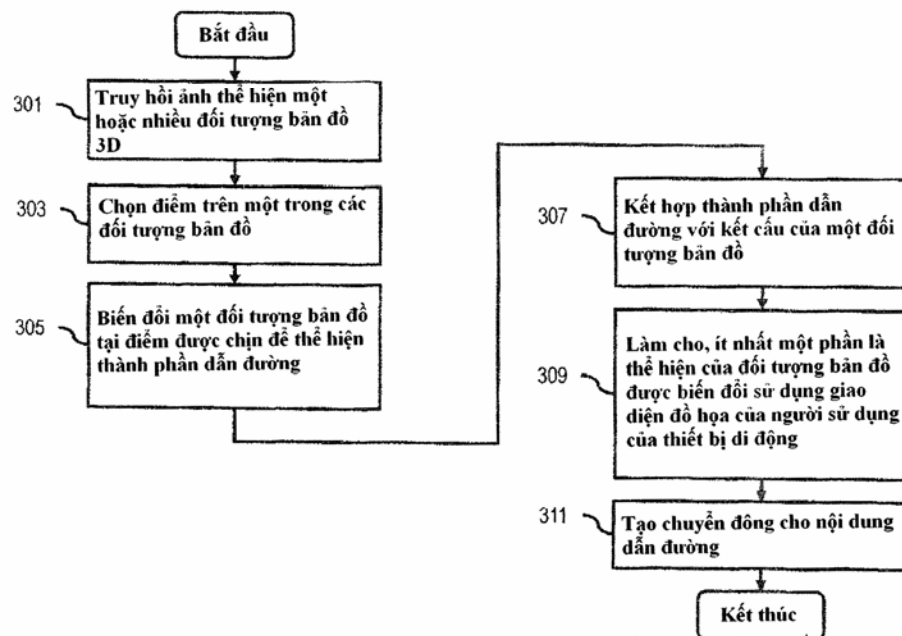 Bắt đầu
301
Truy hồi ảnh thể hiện một
hoặc nhiều đối tượng bản đồ
3D
303
Chọn điểm trên một trong các
đối tượng bản đồ
305
Biến đổi một đối tượng bản đồ
tại điểm được chịn để thể hiện
thành phần dẫn đường
307
Kết hợp thành phần dẫn
đường với kết cấu của một đối
tượng bản đồ
309
Làm cho, ít nhất một phần là
thể hiện của đối tượng bản đồ
được biến đổi sử dụng giao
diện đồ họa của người sử dụng
của thiết bị di động
311
Tạo chuyển đông cho nội dung
dẫn đường
Kết thúc